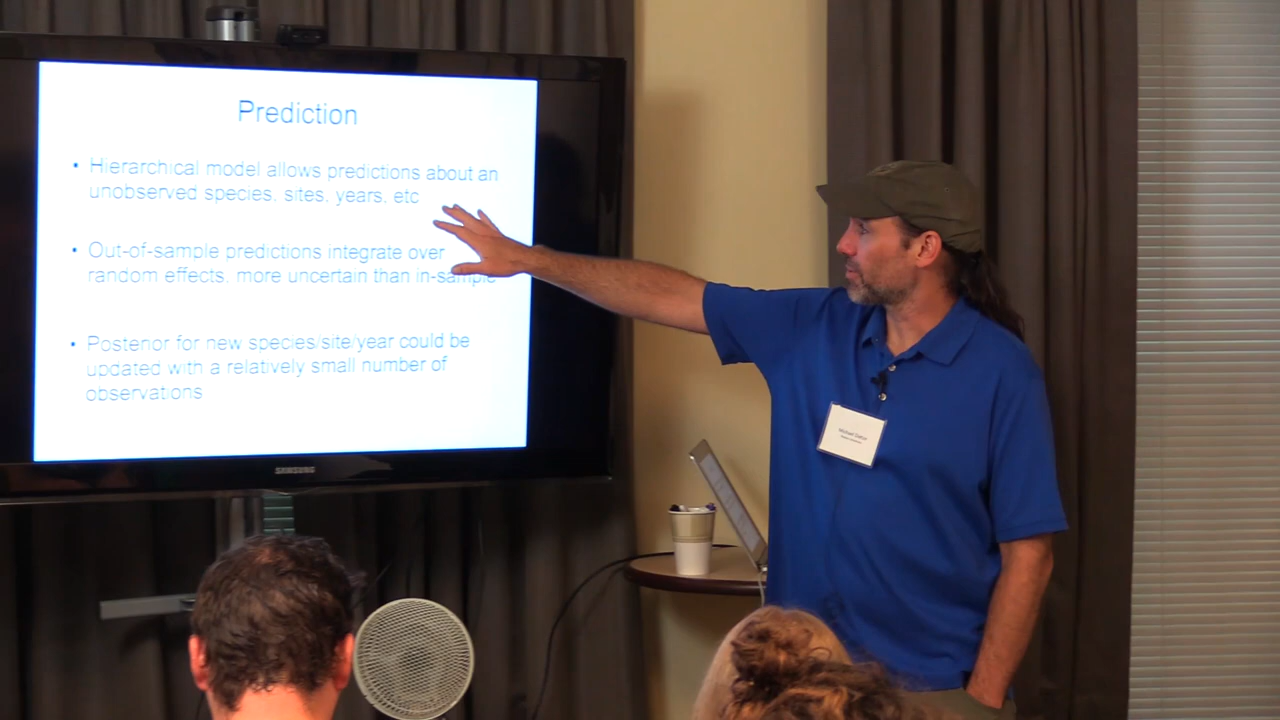 Prediction
• Hierarchical model allows predictions about an
unobserved species, sites, years, etc
• Out-of-sample predictions integrate over
random effects, more uncertain than in-sample
• Posterior for new species/site/year could be
updated with a relatively small number of
observations
SAMSUNG
Michael